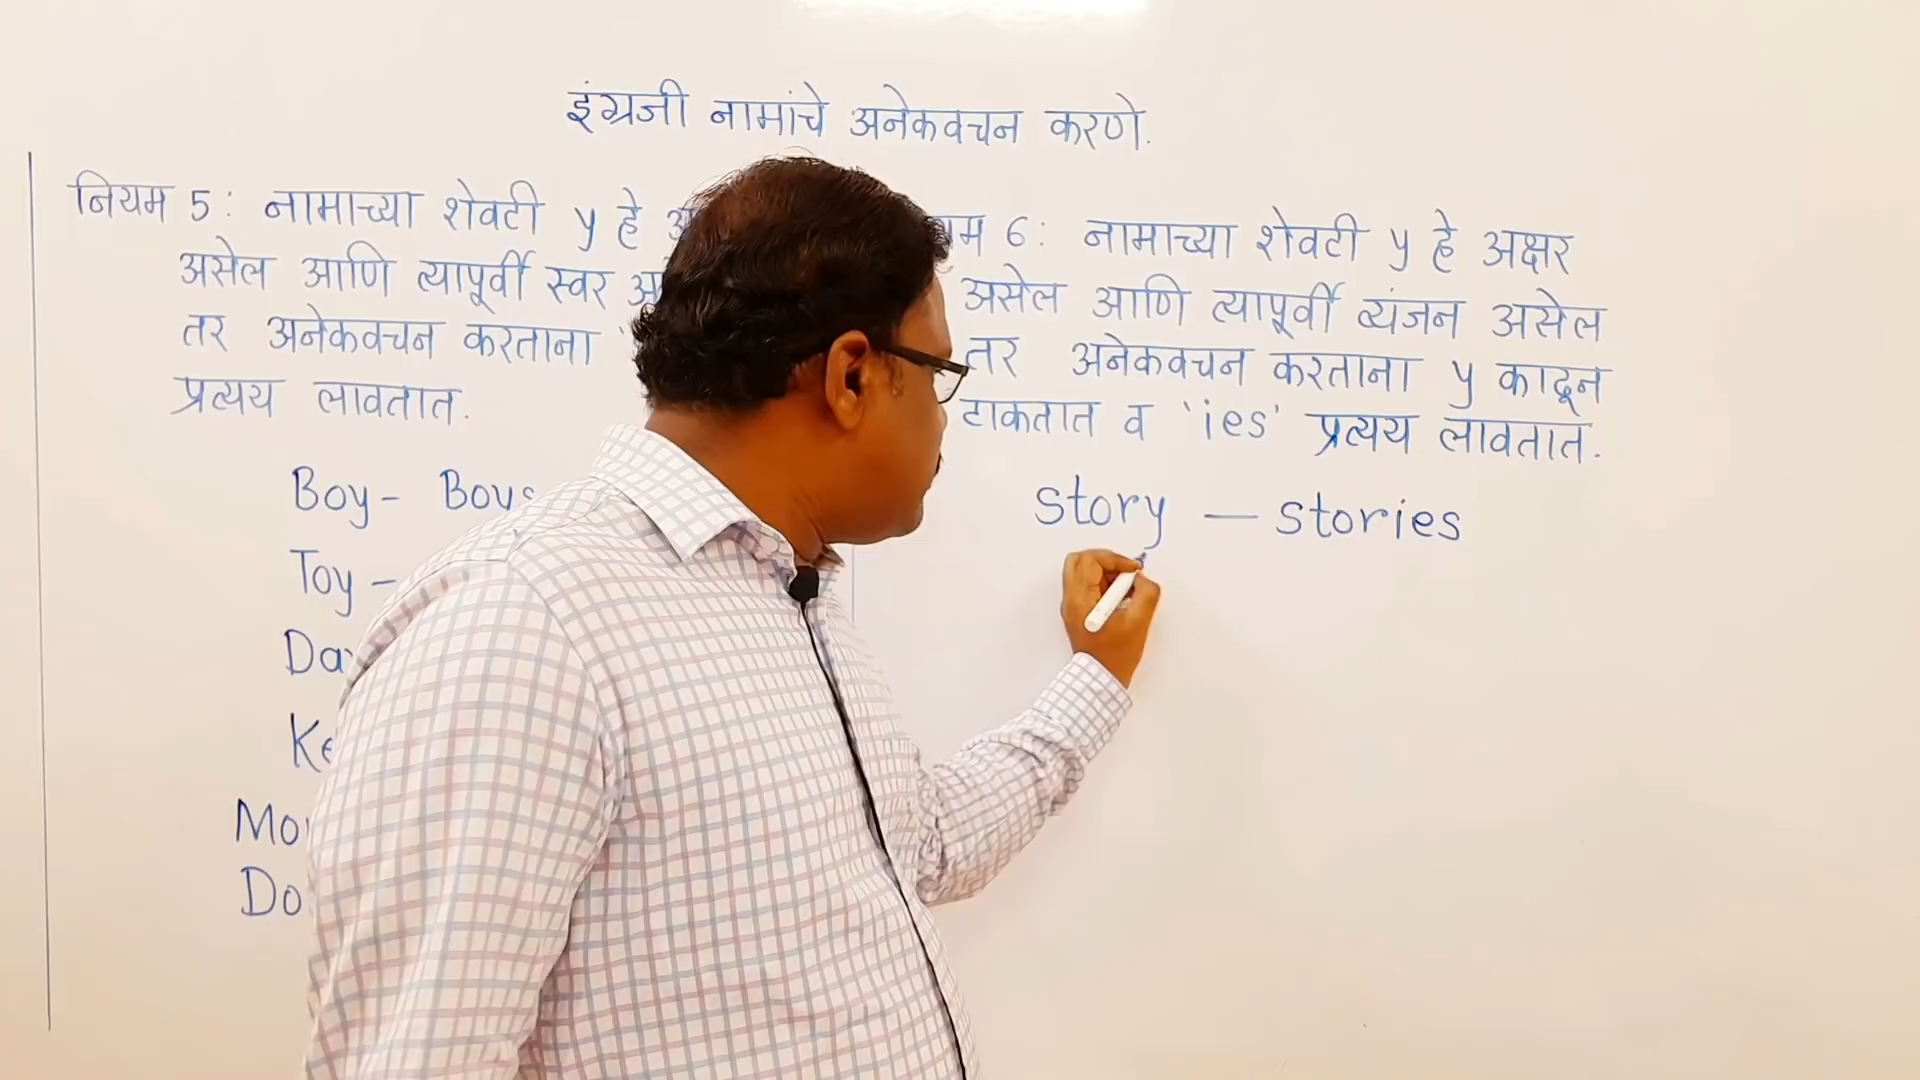 इंग्रजी नामांचे अनेकवचन करणे.
नियम 5: नामाच्या शेवटी y हे
असेल आणि त्यापूर्वी स्वर
तर अनेकवचन करताना
प्रत्यय लावतात.
Boy - Boys
Toy -
6: नामाच्या शेवटी y हे अक्षर
असेल आणि त्यापूर्वी व्यंजन असेल
तर अनेकवचन करताना y काढून
टाकतात व 'ies' प्रत्यय लावतात.
Story — Stories